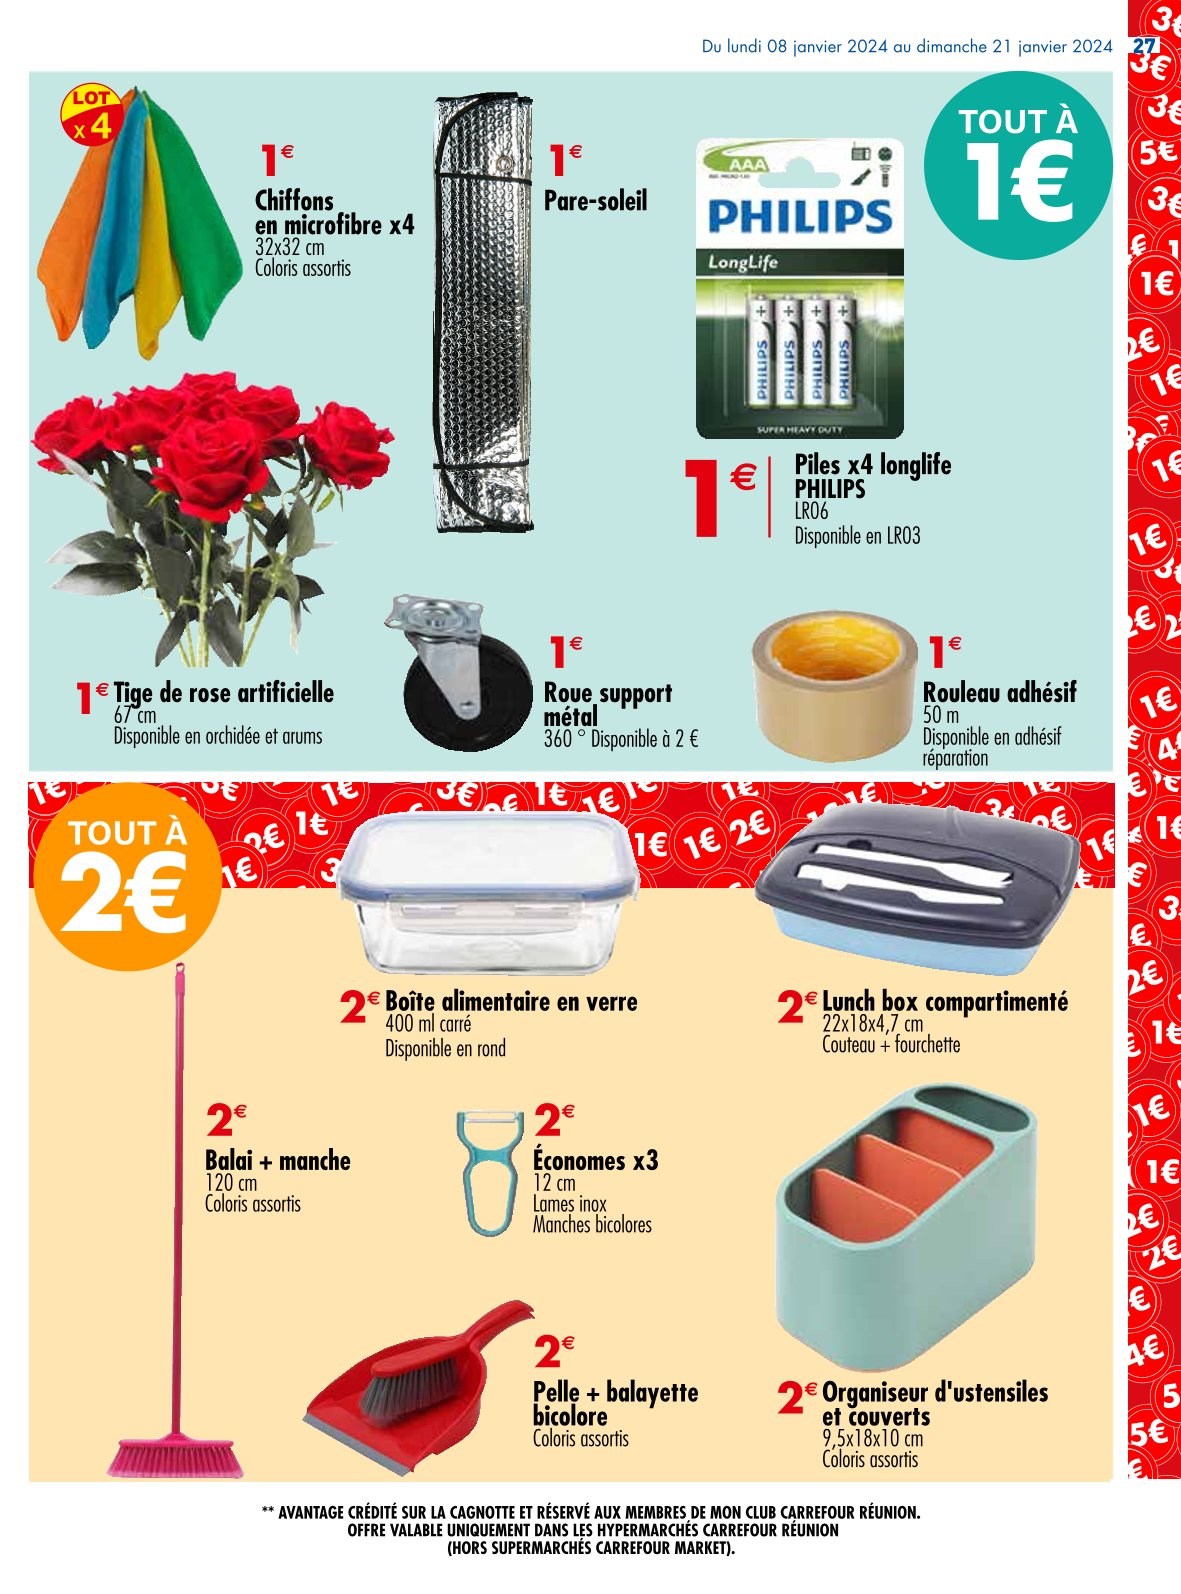 Du lundi 08 janvier 2024 au dimanche 21 janvier 2024
27
LOT
x 4
1€
Chiffons
en microfibre x4
32x32 cm
Coloris assortis
1€
Pare-soleil
AAA
PHILIPS
LongLife
PHILIPS
PHILIPS
PHILIPS
PHILIPS
SUPER HEAVY DUTY
TOUT À
1€
1€
Piles x4 longlife
PHILIPS
LR06
Disponible en LR03
1€ Tige de rose artificielle
67 cm
Disponible en orchidée et arums
1€
Roue support
métal
360 ° Disponible à 2 €
1€
Rouleau adhésif
50 m
Disponible en adhésif
réparation
TOUT À
2€
2€ Boîte alimentaire en verre
400 ml carré
Disponible en rond
2€ Lunch box compartimenté
22x18x4,7 cm
Couteau + fourchette
2€
Balai + manche
120 cm
Coloris assortis
2€
Économes x3
12 cm
Lames inox
Manches bicolores
2€
Pelle + balayette
bicolore
Coloris assortis
2€ Organiseur d'ustensiles
et couverts
9,5x18x10 cm
Coloris assortis
** AVANTAGE CRÉDITÉ SUR LA CAGNOTTE ET RÉSERVÉ AUX MEMBRES DE MON CLUB CARREFOUR RÉUNION.
OFFRE VALABLE UNIQUEMENT DANS LES HYPERMARCHÉS CARREFOUR RÉUNION
(HORS SUPERMARCHÉS CARREFOUR MARKET).